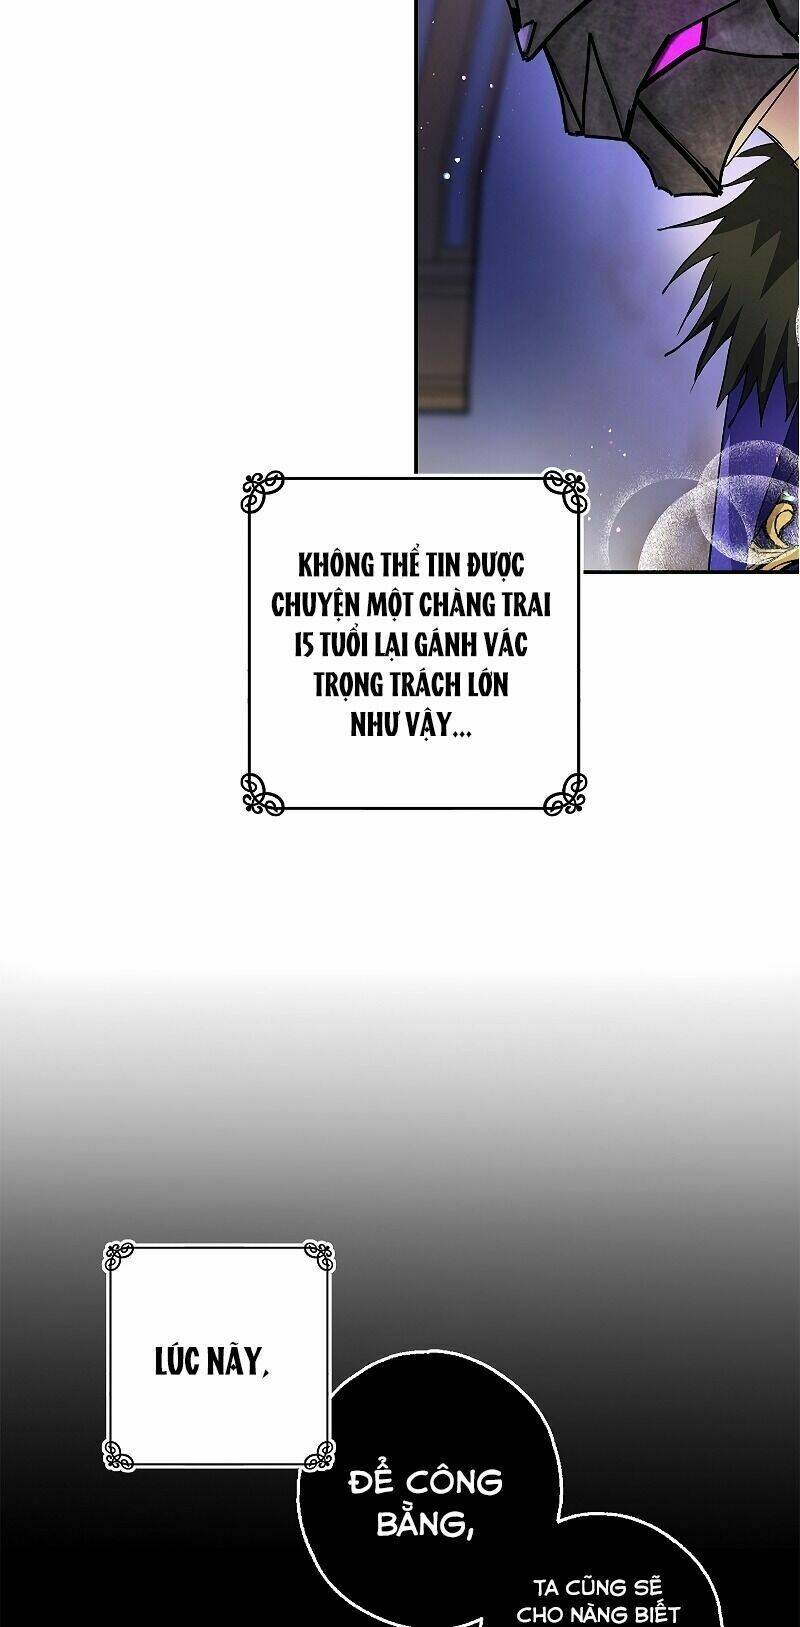 KHÔNG THỂ TIN ĐƯỢC
CHUYỆN MỘT CHÀNG TRAI
15 TUỔI LẠI GÁNH VÁC
TRỌNG TRÁCH LỚN
NHƯ VẬY...
LÚC NÃY,
ĐỂ CÔNG
BẰNG,
TA CŨNG SẼ
CHO NÀNG BIẾT